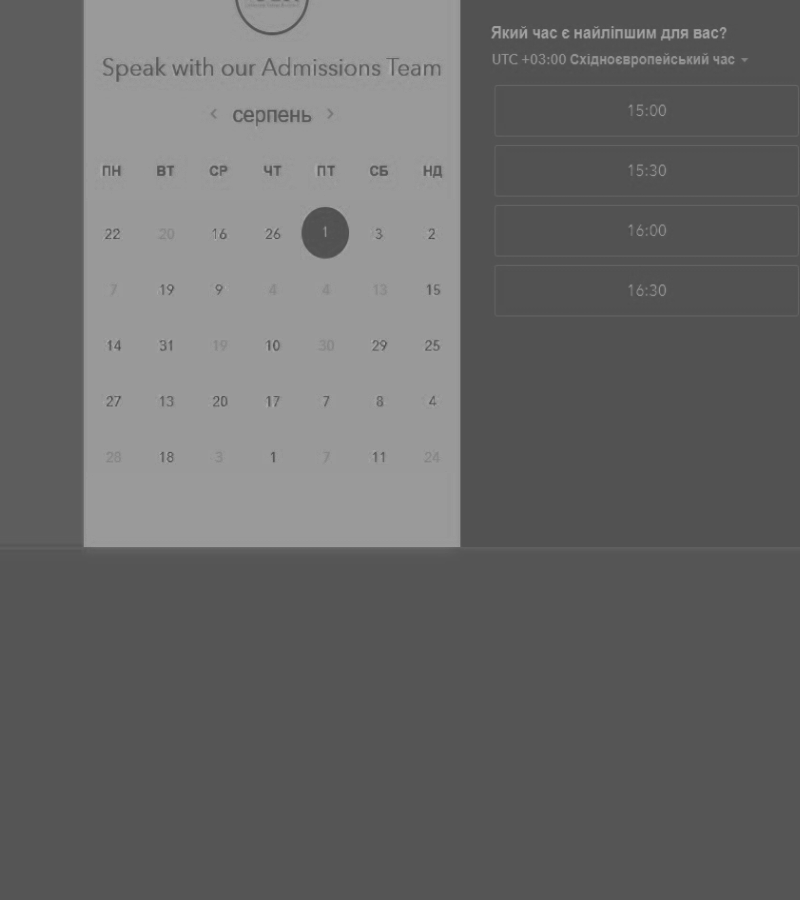 Speak with our Admissions Team
серпень
ПН ВТ СР ЧТ ПТ СБ НД
22 20 16 26 1 3 2
7 19 9 4 4 13 15
14 31 19 10 30 29 25
27 13 20 17 7 8 4
28 18 3 1 7 11 24
Який час є найліпшим для вас?
UTC +03:00 Східноєвропейський час
15:00
15:30
16:00
16:30